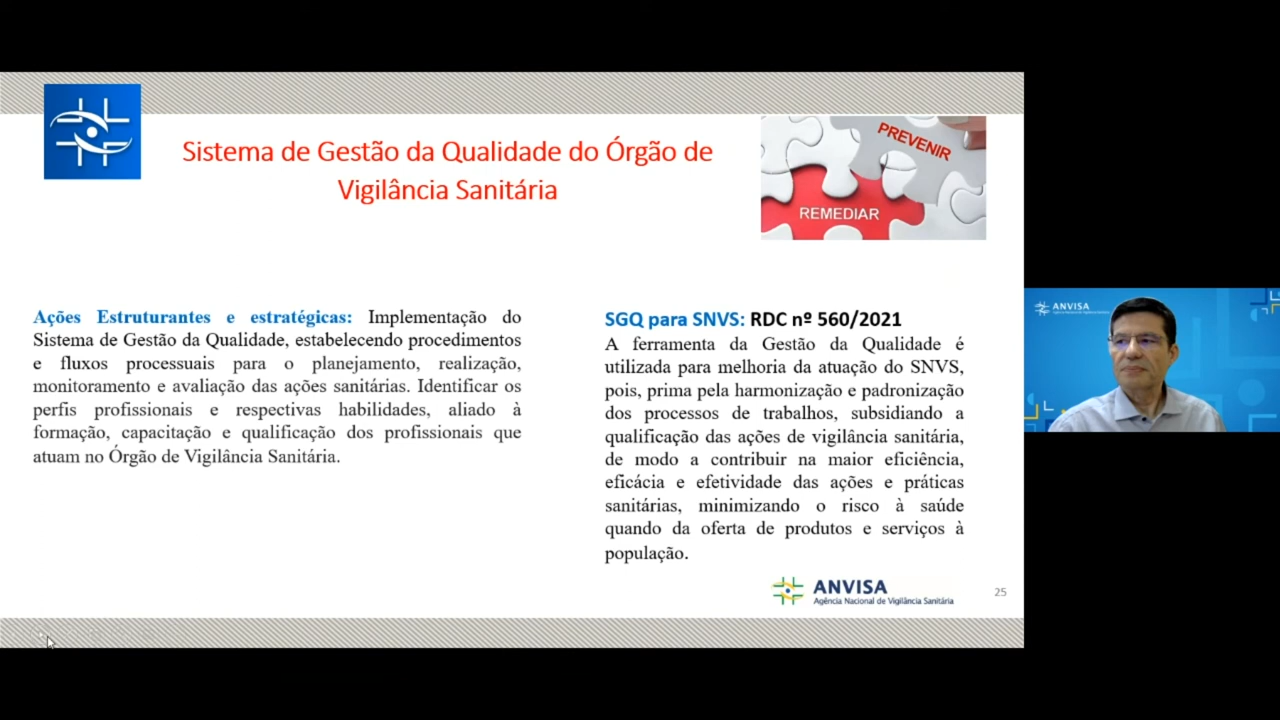 Sistema de Gestão da Qualidade do Órgão de
Vigilância Sanitária
PREVENIR
REMEDIAR
Ações Estruturantes e estratégicas: Implementação do
Sistema de Gestão da Qualidade, estabelecendo procedimentos
e fluxos processuais para o planejamento, realização,
monitoramento e avaliação das ações sanitárias. Identificar os
perfis profissionais e respectivas habilidades, aliado à
formação, capacitação e qualificação dos profissionais que
atuam no Órgão de Vigilância Sanitária.
SGQ para SNVS: RDC nº 560/2021
A ferramenta da Gestão da Qualidade é
utilizada para melhoria da atuação do SNVS,
pois, prima pela harmonização e padronização
dos processos de trabalhos, subsidiando a
qualificação das ações de vigilância sanitária,
de modo a contribuir na maior eficiência,
eficácia e efetividade das ações e práticas
sanitárias, minimizando o risco à saúde
quando da oferta de produtos e serviços à
população.
ANVISA
Agência Nacional de Vigilância Sanitária
25
ANVISA